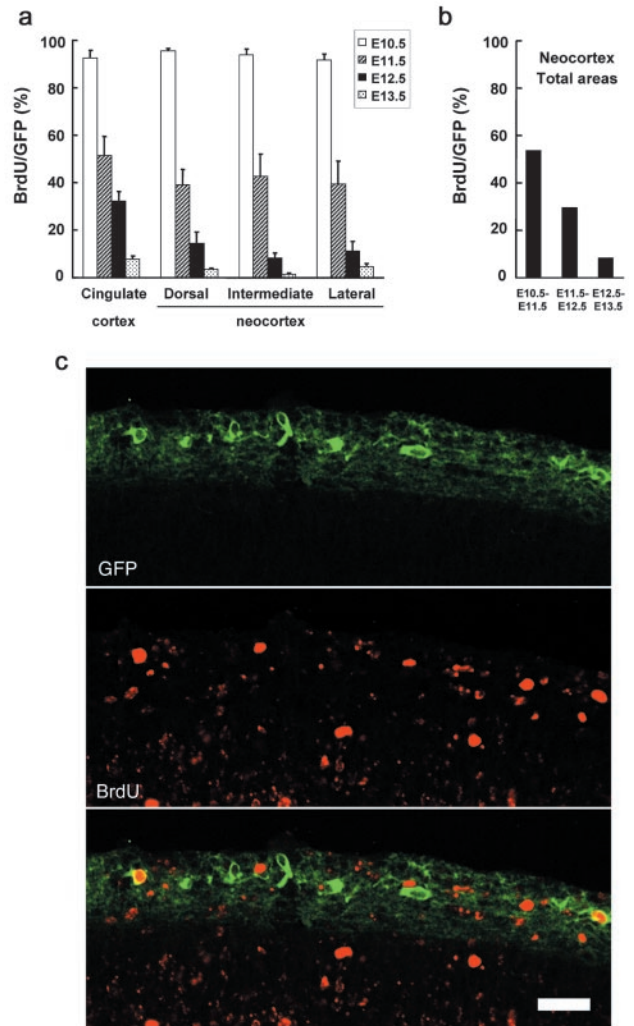 a
BrdU/GFP (%)
100
80
60
40
20
0
E10.5
E11.5
E12.5
E13.5
Cingulate
Dorsal
Intermediate
Lateral
cortex
neocortex
b
BrdU/GFP (%)
100
80
60
40
20
0
Neocortex
Total areas
E10.5- E11.5- E12.5-
E11.5 E12.5 E13.5
c
GFP
BrdU